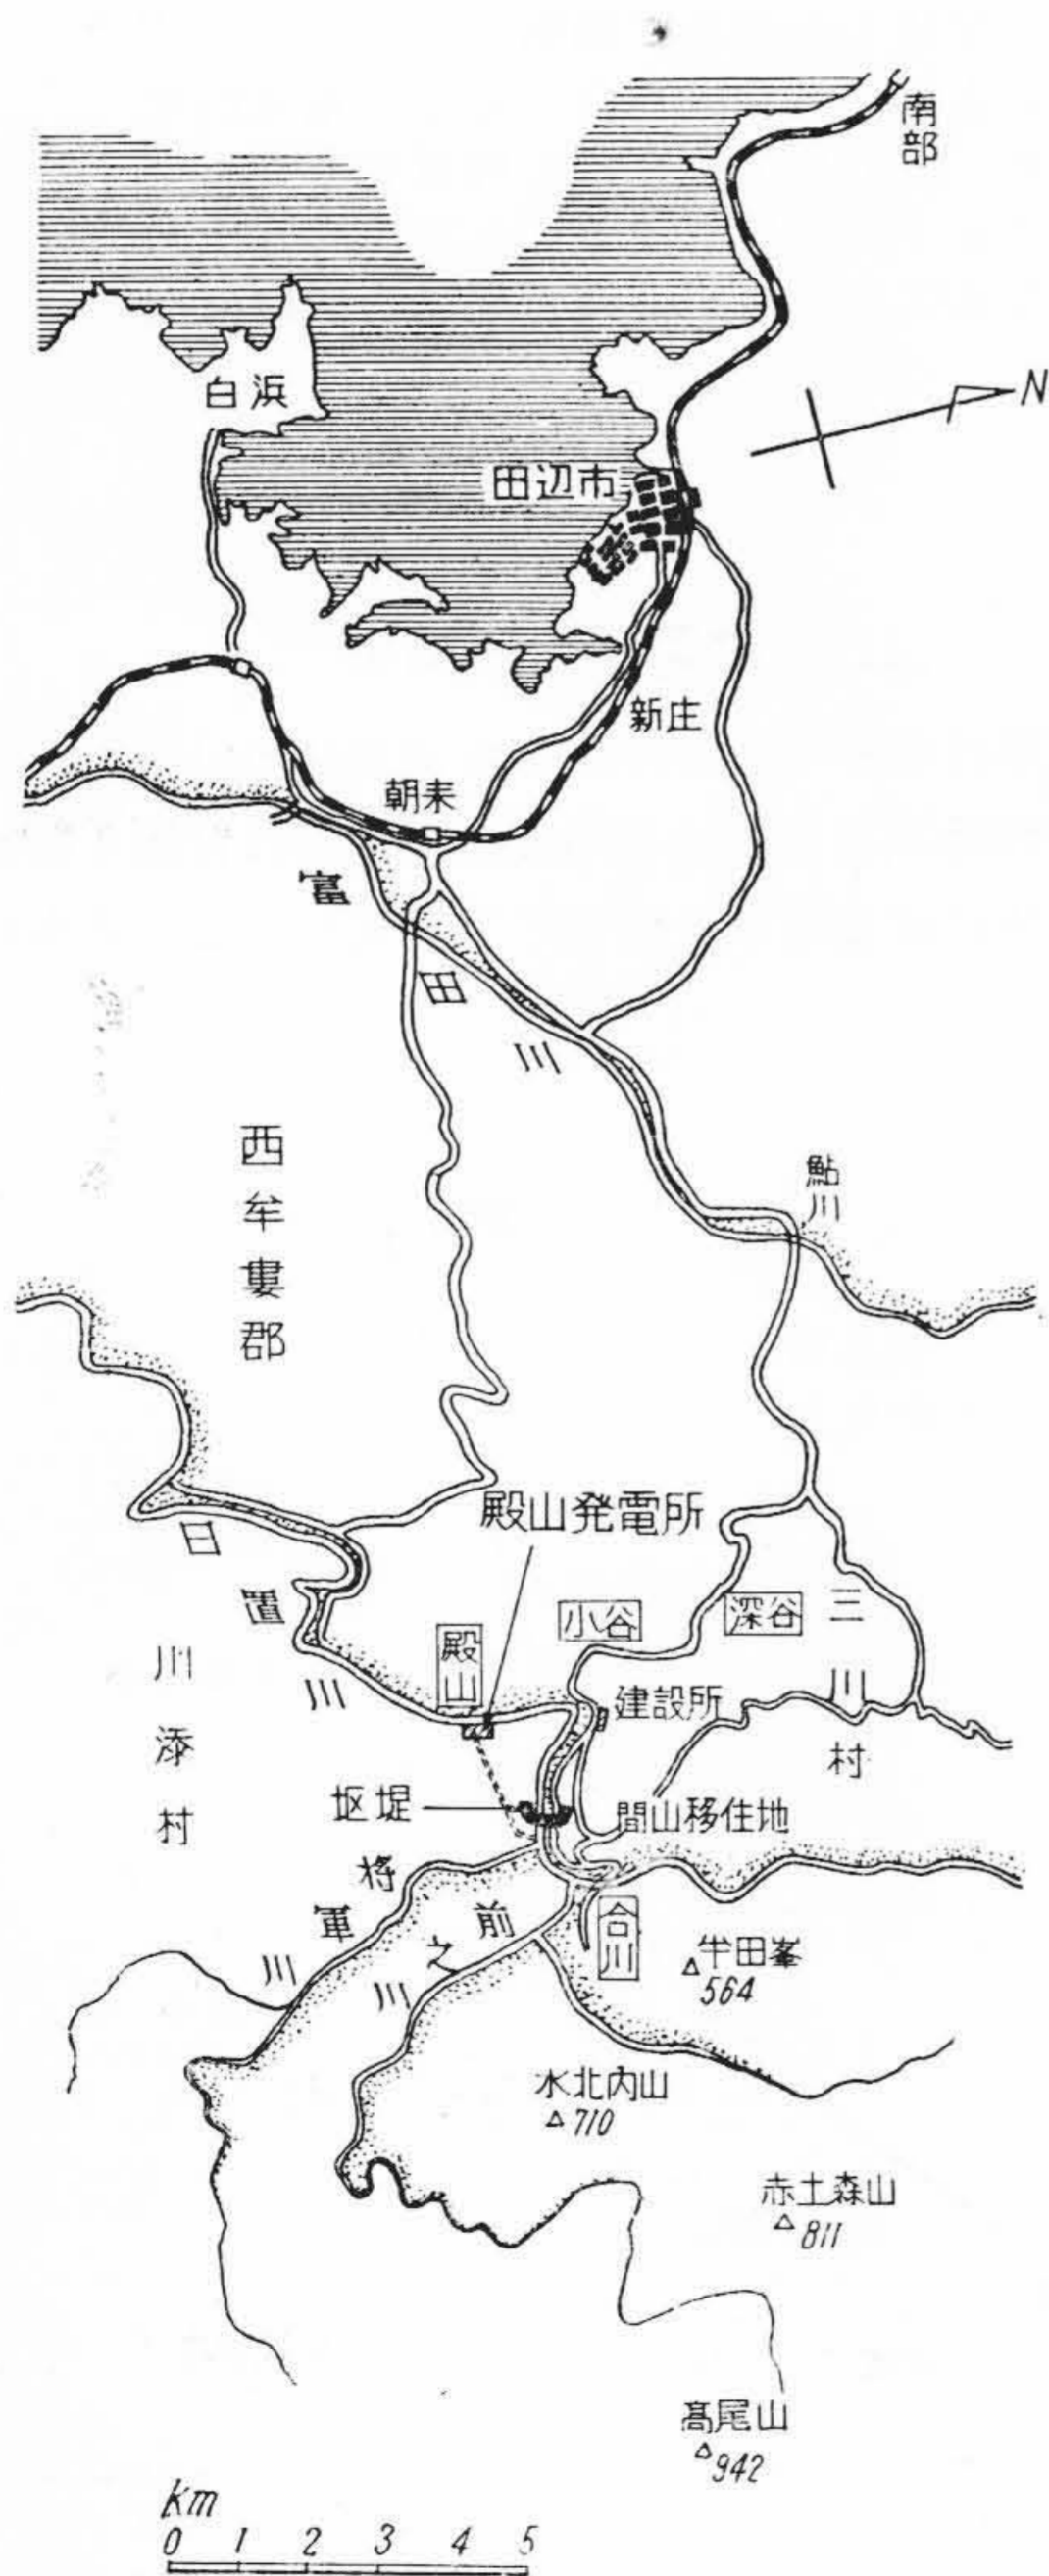 南部
N
白浜
田辺市
新庄
朝来
富田川
西牟婁郡
鮎川
日置川
殿山発電所
小谷
深谷
三川村
殿山
建設所
川添村
堰堤
間山移住地
将軍川
前之川
合川
半田峯
564
水北内山
710
赤土森山
811
高尾山
942
km
0 1 2 3 4 5